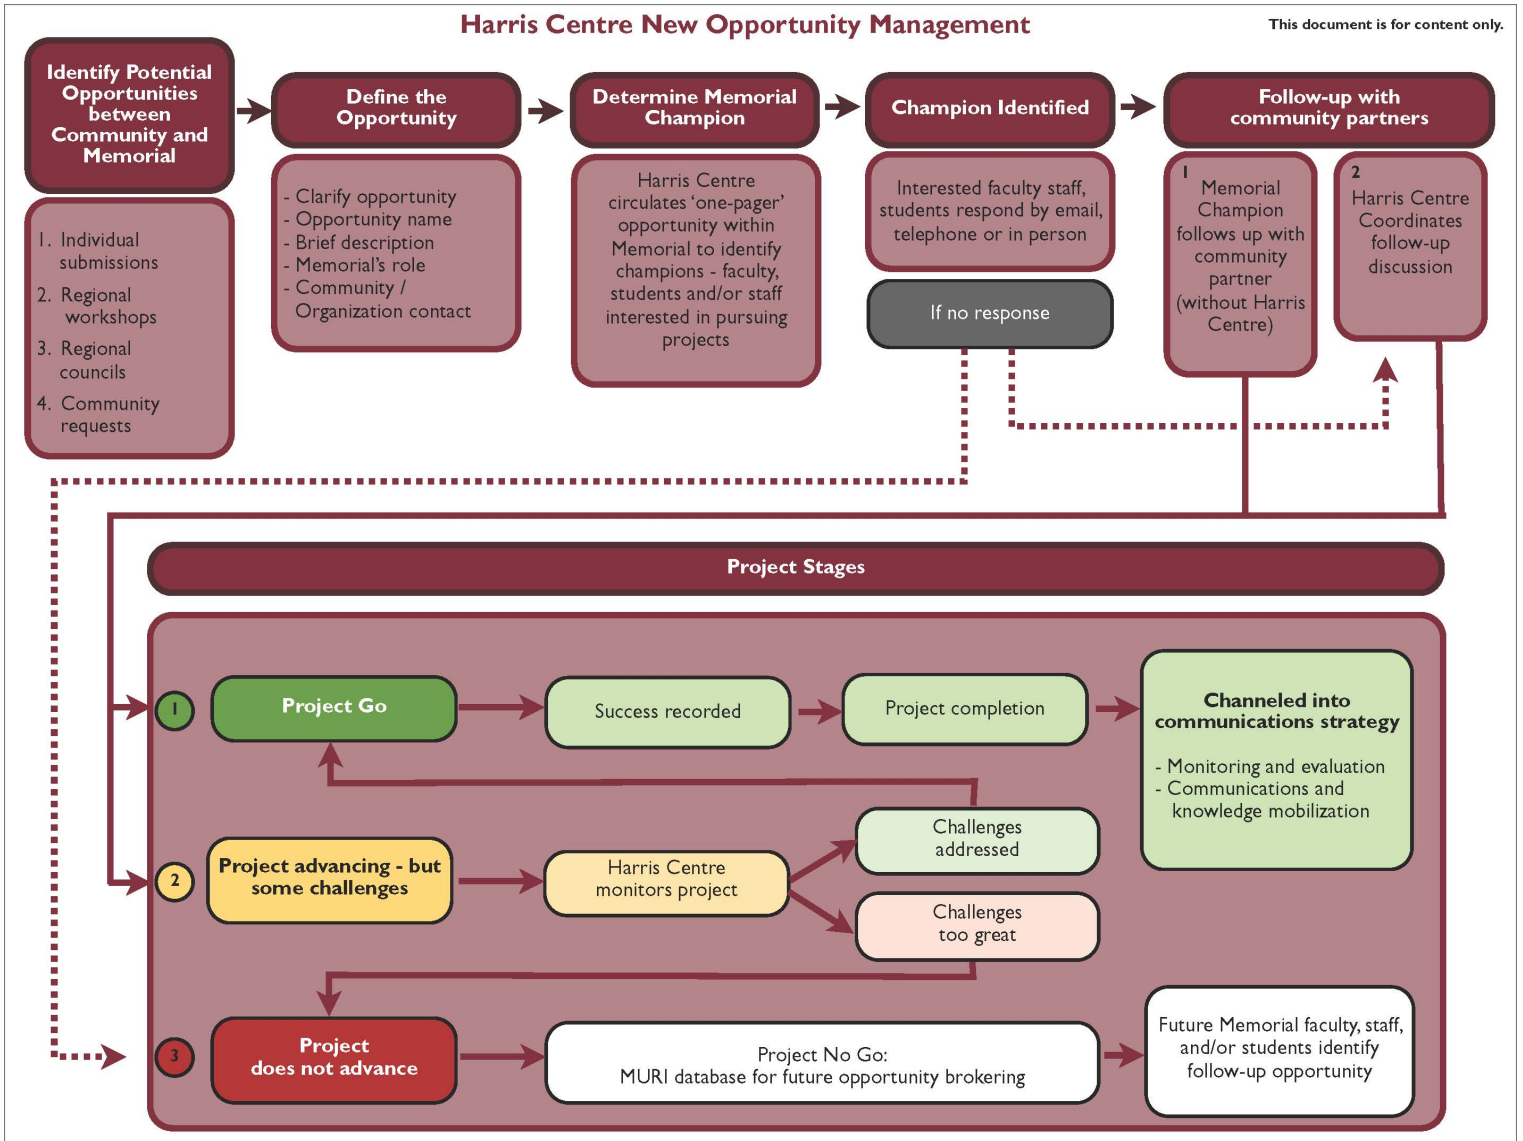 Harris Centre New Opportunity Management
This document is for content only.
Identify Potential
Opportunities
between
Community and
Memorial
1. Individual
submissions
2. Regional
workshops
3. Regional
councils
4. Community
requests
Define the
Opportunity
- Clarify opportunity
- Opportunity name
- Brief description
- Memorial's role
- Community /
Organization contact
Determine Memorial
Champion
Harris Centre
circulates ‘one-pager’
opportunity within
Memorial to identify
champions - faculty,
students and/or staff
interested in pursuing
projects
Champion Identified
Interested faculty staff,
students respond by email,
telephone or in person
If no response
Follow-up with
community partners
1
Memorial
Champion
follows up with
community
partner
(without Harris
Centre)
2
Harris Centre
Coordinates
follow-up
discussion
Project Stages
1
Project Go
Success recorded
Project completion
Channeled into
communications strategy
- Monitoring and evaluation
- Communications and
knowledge mobilization
2
Project advancing - but
some challenges
Harris Centre
monitors project
Challenges
addressed
Challenges
too great
3
Project
does not advance
Project No Go:
MURI database for future opportunity brokering
Future Memorial faculty, staff,
and/or students identify
follow-up opportunity